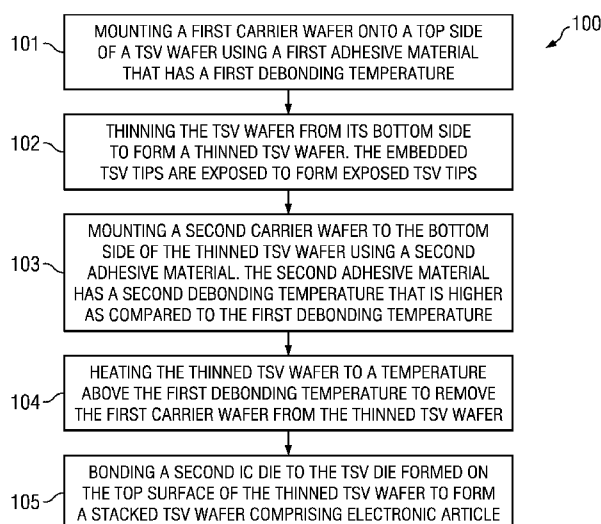 100
101
MOUNTING A FIRST CARRIER WAFER ONTO A TOP SIDE
OF A TSV WAFER USING A FIRST ADHESIVE MATERIAL
THAT HAS A FIRST DEBONDING TEMPERATURE
102
THINNING THE TSV WAFER FROM ITS BOTTOM SIDE
TO FORM A THINNED TSV WAFER. THE EMBEDDED
TSV TIPS ARE EXPOSED TO FORM EXPOSED TSV TIPS
103
MOUNTING A SECOND CARRIER WAFER TO THE BOTTOM
SIDE OF THE THINNED TSV WAFER USING A SECOND
ADHESIVE MATERIAL. THE SECOND ADHESIVE MATERIAL
HAS A SECOND DEBONDING TEMPERATURE THAT IS HIGHER
AS COMPARED TO THE FIRST DEBONDING TEMPERATURE
104
HEATING THE THINNED TSV WAFER TO A TEMPERATURE
ABOVE THE FIRST DEBONDING TEMPERATURE TO REMOVE
THE FIRST CARRIER WAFER FROM THE THINNED TSV WAFER
105
BONDING A SECOND IC DIE TO THE TSV DIE FORMED ON
THE TOP SURFACE OF THE THINNED TSV WAFER TO FORM
A STACKED TSV WAFER COMPRISING ELECTRONIC ARTICLE